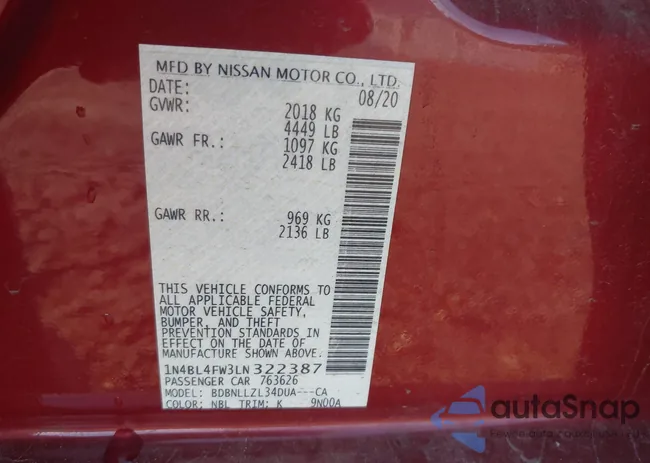 MFD BY NISSAN MOTOR CO., LTD.
DATE: 08/20
GVWR: 2018 KG
4449 LB
GAWR FR.: 1097 KG
2418 LB
GAWR RR.: 969 KG
2136 LB
THIS VEHICLE CONFORMS TO
ALL APPLICABLE FEDERAL
MOTOR VEHICLE SAFETY,
BUMPER, AND THEFT
PREVENTION STANDARDS IN
EFFECT ON THE DATE OF
MANUFACTURE SHOWN ABOVE.
1N4BL4FW3LN322387
PASSENGER CAR 763626
MODEL: BDBNLLZL34DUA---CA
COLOR: NBL TRIM: K 9N00A
autaSnap